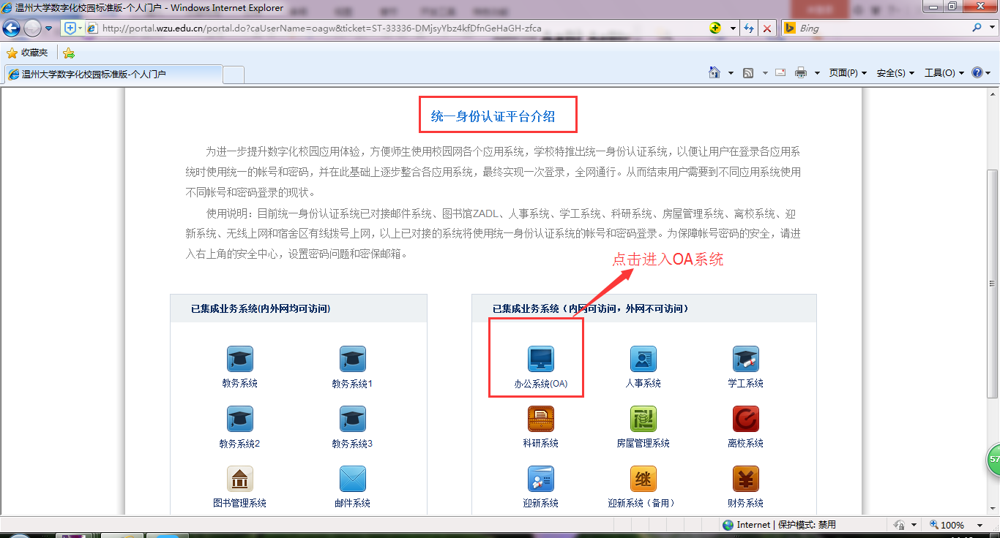 温州大学数字化校园标准版-个人门户 - Windows Internet Explorer
http://portal.wzu.edu.cn/portal.do?caUserName=oagw&ticket=ST-33336-DMjsyYbz4kfDfnGeHaGH-zfca
Bing
收藏夹
温州大学数字化校园标准版-个人门户
页面(P) 安全(S) 工具(O)
统一身份认证平台介绍
为进一步提升数字化校园应用体验，方便师生使用校园网各个应用系统，学校特推出统一身份认证系统，以便让用户在登录各应用系
统时使用统一的帐号和密码，并在此基础上逐步整合各应用系统，最终实现一次登录，全网通行。从而结束用户需要到不同应用系统使用
不同帐号和密码登录的现状。
使用说明：目前统一身份认证系统已对接邮件系统、图书馆ZADL、人事系统、学工系统、科研系统、房屋管理系统、离校系统、迎
新系统、无线上网和宿舍区有线拨号上网，以上已对接的系统将使用统一身份认证系统的帐号和密码登录。为保障帐号密码的安全，请进
入右上角的安全中心，设置密码问题和密保邮箱。
点击进入OA系统
已集成业务系统(内外网均可访问)
教务系统 教务系统1
教务系统2 教务系统3
图书管理系统 邮件系统
已集成业务系统（内网可访问，外网不可访问）
办公系统(OA) 人事系统 学工系统
科研系统 房屋管理系统 离校系统
继
迎新系统 迎新系统（备用） 财务系统
57
Internet | 保护模式: 禁用
100%